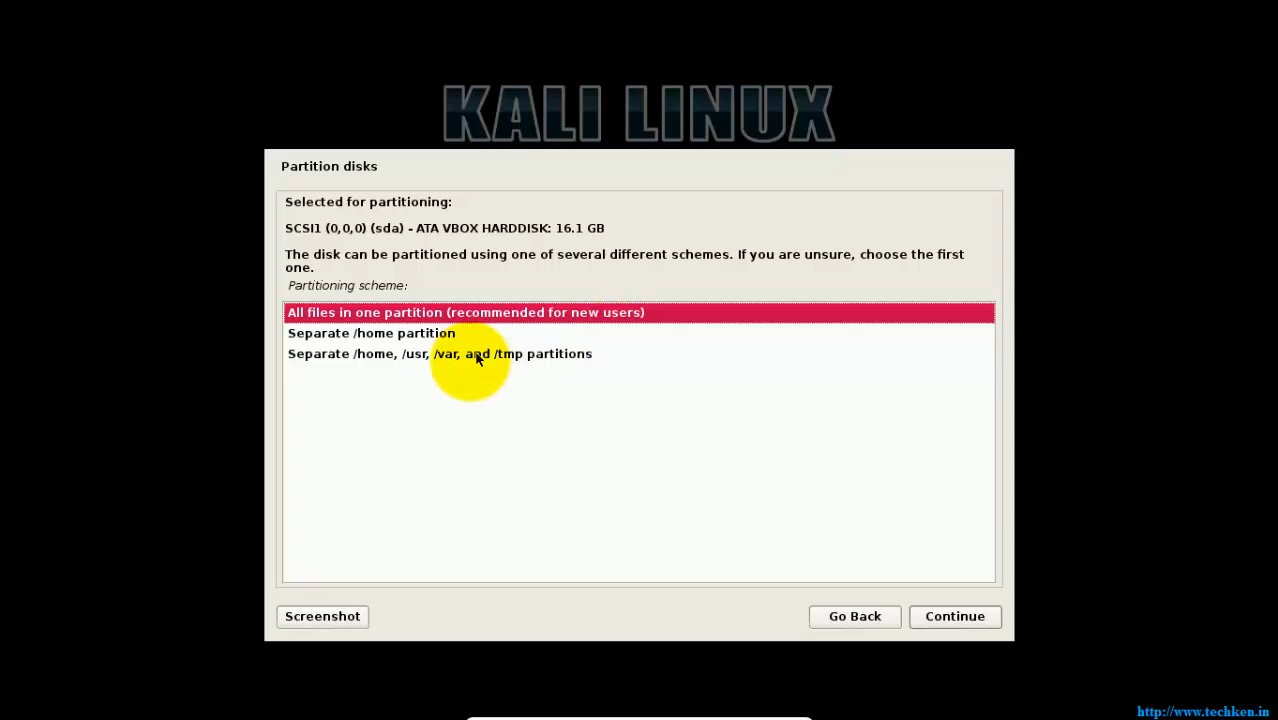 KALI LINUX
Partition disks
Selected for partitioning:
SCSI1 (0,0,0) (sda) - ATA VBOX HARDDISK: 16.1 GB
The disk can be partitioned using one of several different schemes. If you are unsure, choose the first
one.
Partitioning scheme:
All files in one partition (recommended for new users)
Separate /home partition
Separate /home, /usr, /var, and /tmp partitions
Screenshot
Go Back
Continue
http://www.techken.in